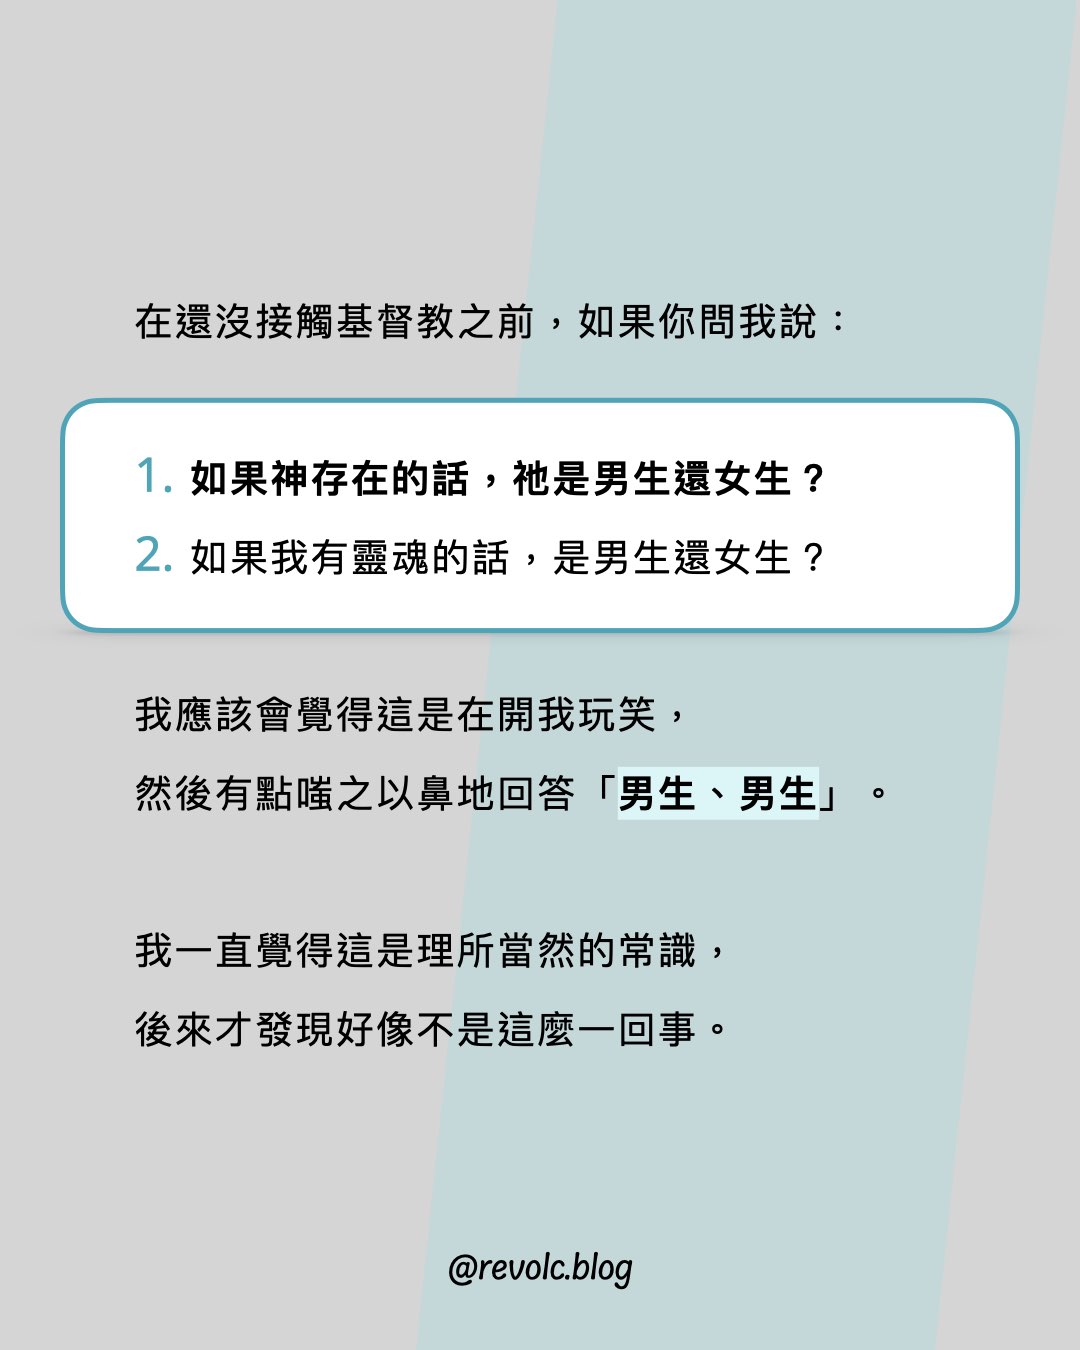 在還沒接觸基督教之前，如果你問我說：
1. 如果神存在的話，祂是男生還女生？
2. 如果我有靈魂的話，是男生還女生？
我應該會覺得這是在開我玩笑，
然後有點嗤之以鼻地回答「男生、男生」。
我一直覺得這是理所當然的常識，
後來才發現好像不是這麼一回事。
@revolc.blog